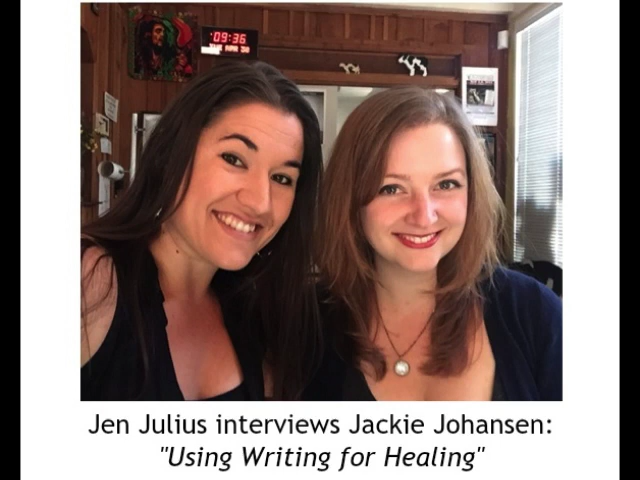 09:36
Jen Julius interviews Jackie Johansen:
"Using Writing for Healing"